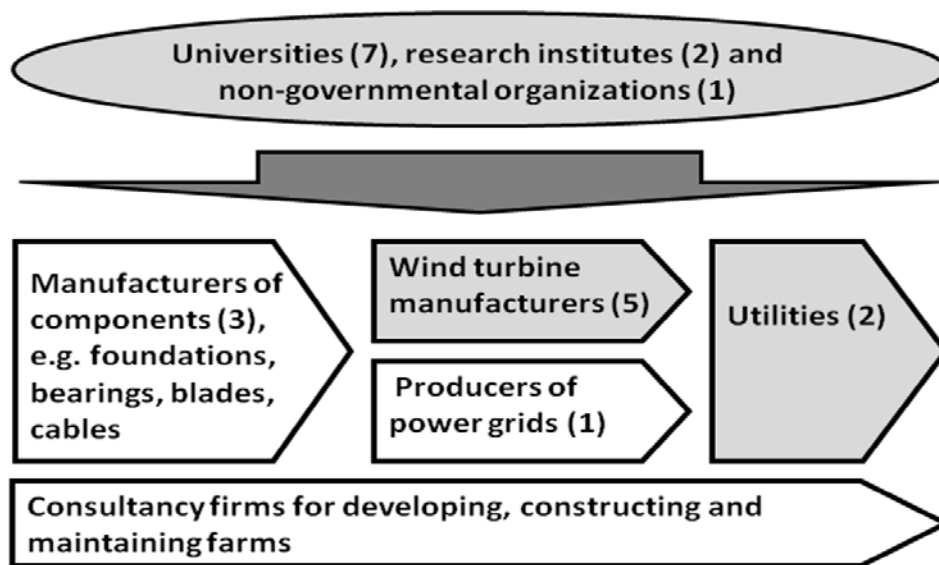 Universities (7), research institutes (2) and
non-governmental organizations (1)
Manufacturers of
components (3),
e.g. foundations,
bearings, blades,
cables
Wind turbine
manufacturers (5)
Producers of
power grids (1)
Utilities (2)
Consultancy firms for developing, constructing and
maintaining farms